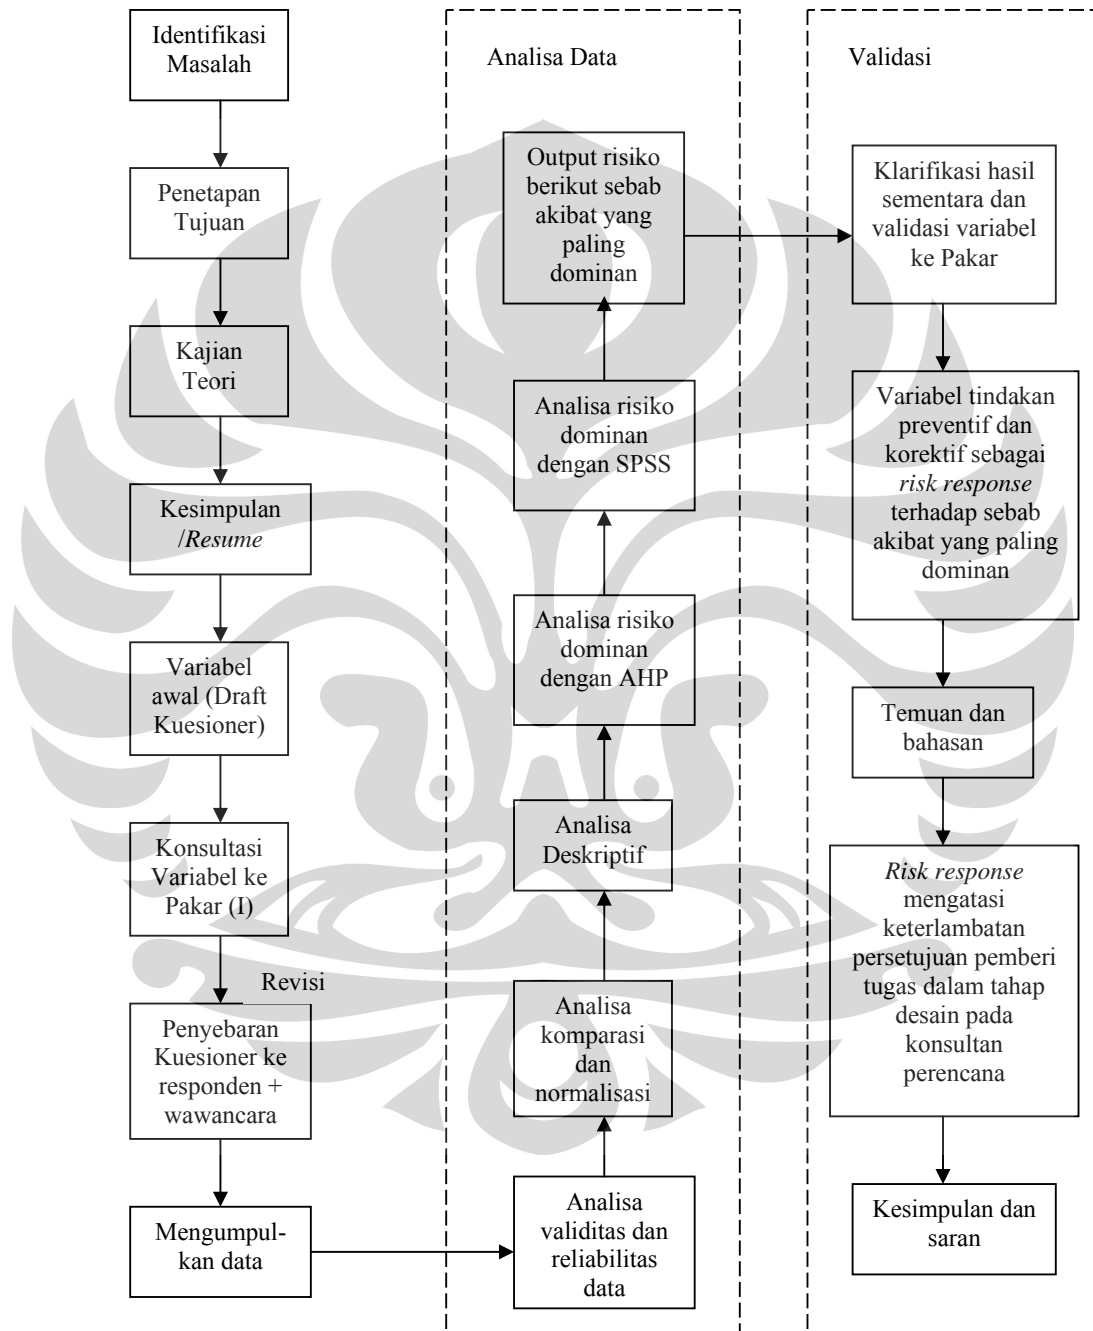 Identifikasi
Masalah
Penetapan
Tujuan
Kajian
Teori
Kesimpulan
/Resume
Variabel
awal (Draft
Kuesioner)
Konsultasi
Variabel ke
Pakar (I)
Revisi
Penyebaran
Kuesioner ke
responden +
wawancara
Mengumpul-
kan data
Analisa Data
Output risiko
berikut sebab
akibat yang
paling
dominan
Analisa risiko
dominan
dengan SPSS
Analisa risiko
dominan
dengan AHP
Analisa
Deskriptif
Analisa
komparasi
dan
normalisasi
Analisa
validitas dan
reliabilitas
data
Validasi
Klarifikasi hasil
sementara dan
validasi variabel
ke Pakar
Variabel tindakan
preventif dan
korektif sebagai
risk response
terhadap sebab
akibat yang paling
dominan
Temuan dan
bahasan
Risk response
mengatasi
keterlambatan
persetujuan pemberi
tugas dalam tahap
desain pada
konsultan
perencana
Kesimpulan dan
saran